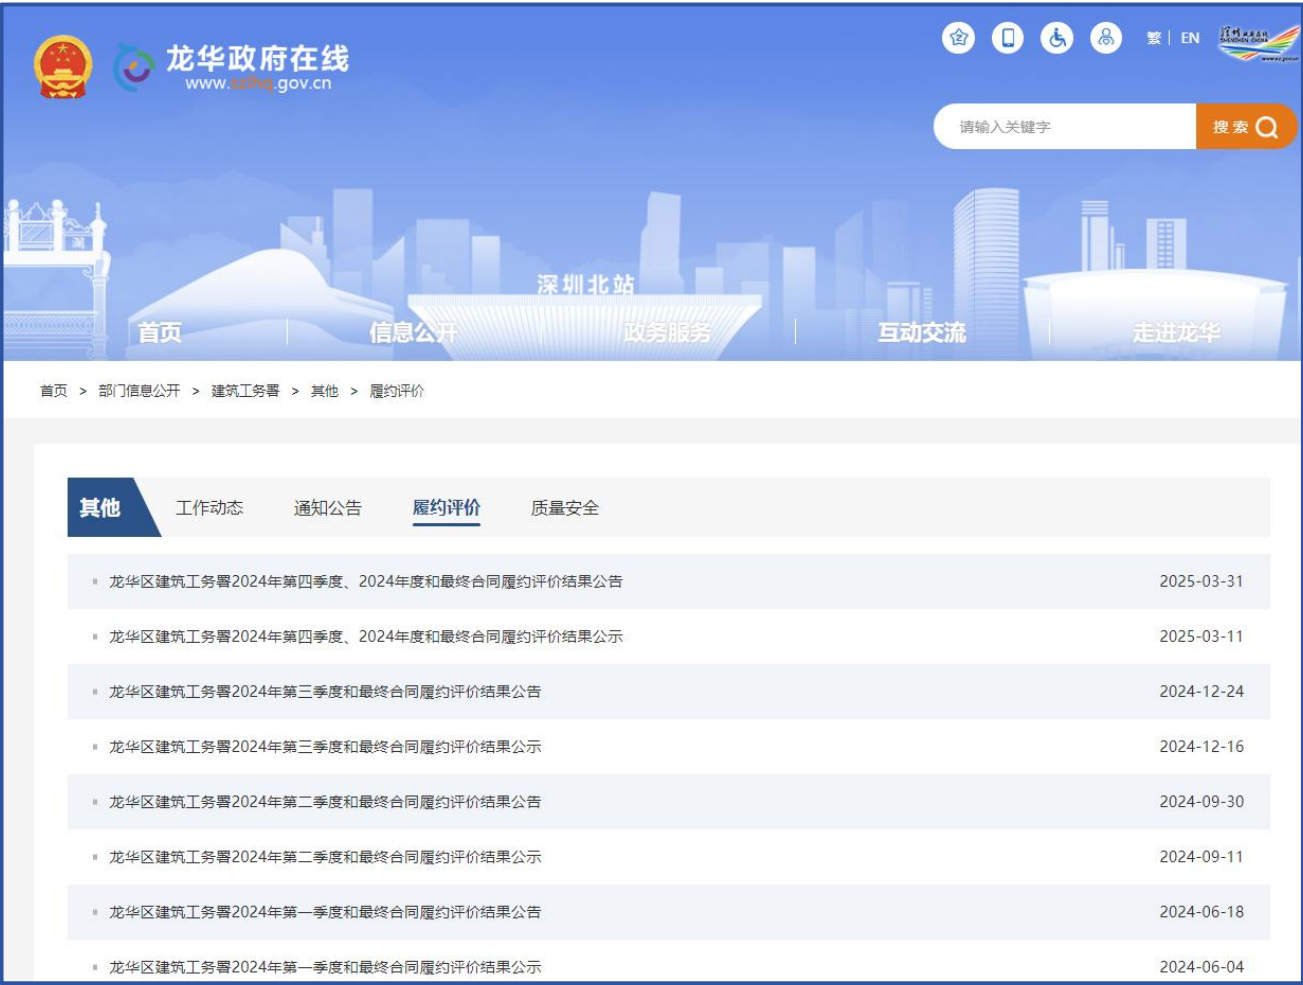 龙华政府在线
www.szlhq.gov.cn
繁 | EN
请输入关键字
搜索
深圳北站
首页
信息公开
政务服务
互动交流
走进龙华
首页 > 部门信息公开 > 建筑工务署 > 其他 > 履约评价
其他 工作动态 通知公告 履约评价 质量安全
龙华区建筑工务署2024年第四季度、2024年度和最终合同履约评价结果公告 2025-03-31
龙华区建筑工务署2024年第四季度、2024年度和最终合同履约评价结果公示 2025-03-11
龙华区建筑工务署2024年第三季度和最终合同履约评价结果公告 2024-12-24
龙华区建筑工务署2024年第三季度和最终合同履约评价结果公示 2024-12-16
龙华区建筑工务署2024年第二季度和最终合同履约评价结果公告 2024-09-30
龙华区建筑工务署2024年第二季度和最终合同履约评价结果公示 2024-09-11
龙华区建筑工务署2024年第一季度和最终合同履约评价结果公告 2024-06-18
龙华区建筑工务署2024年第一季度和最终合同履约评价结果公示 2024-06-04